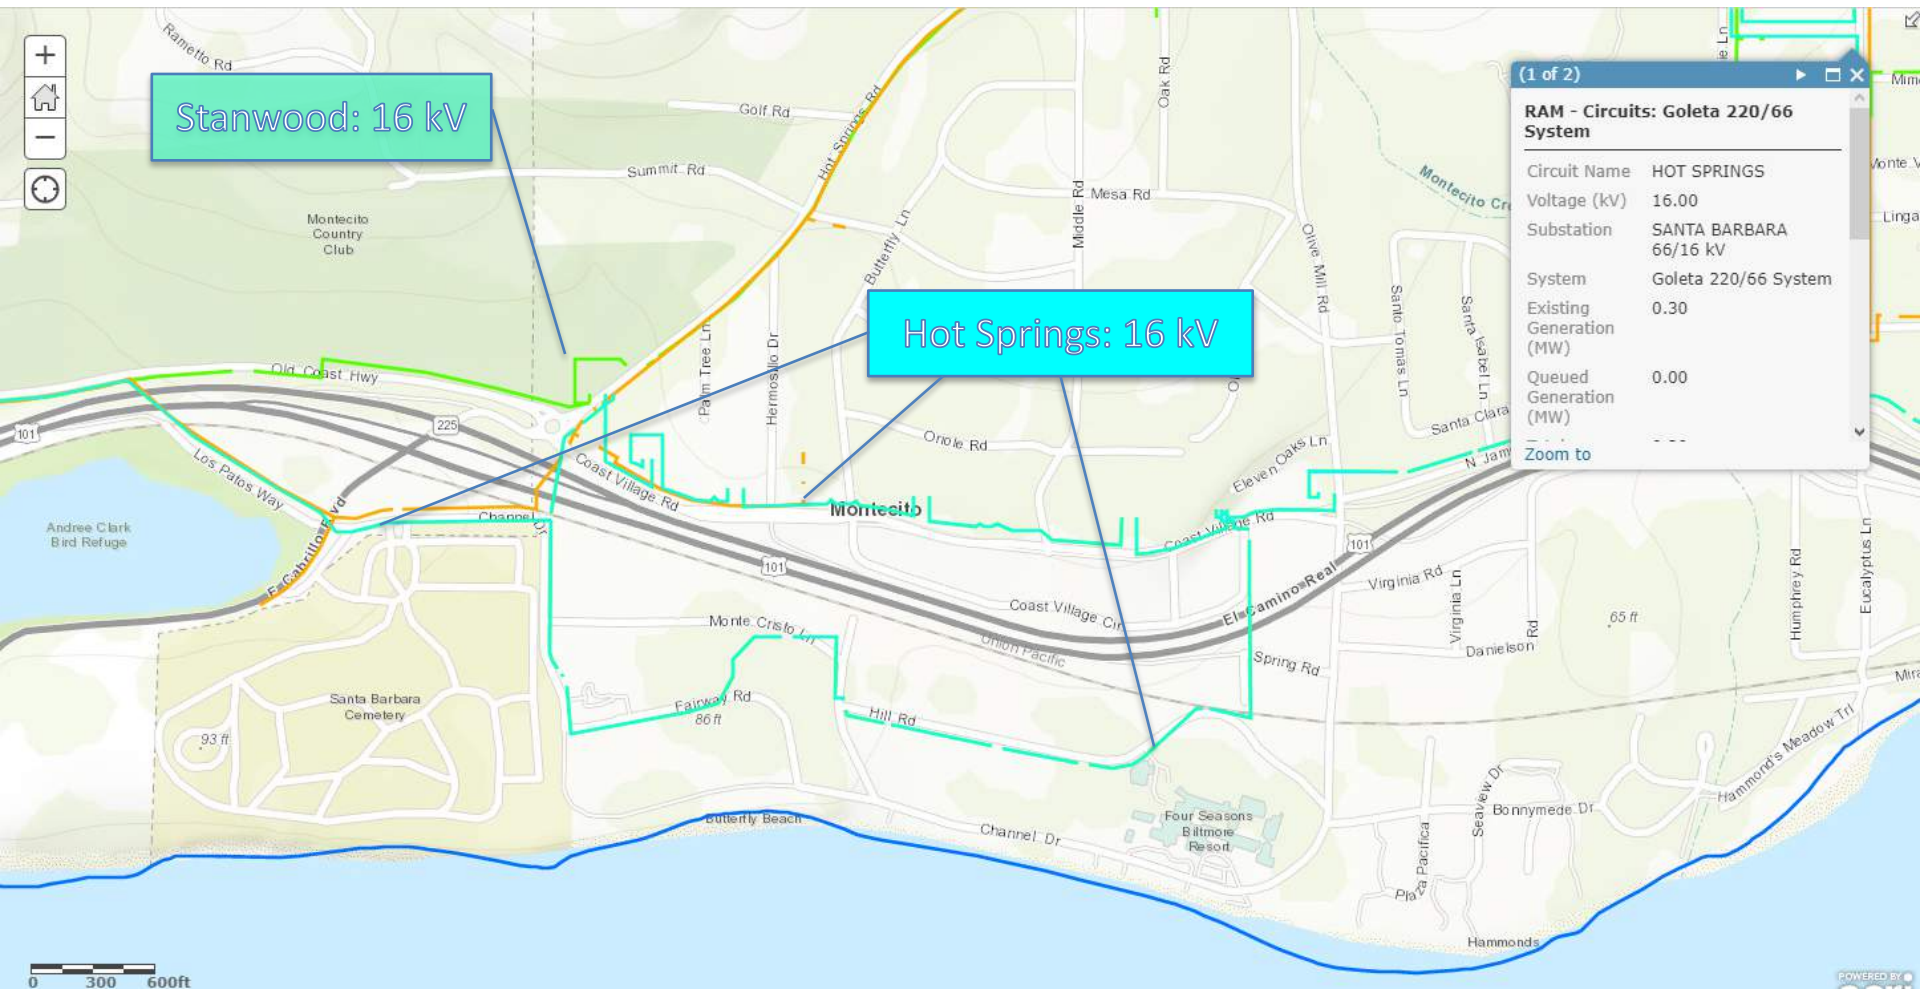 +
−
Rametto Rd
Stanwood: 16 kV
Golf Rd
Hot Springs Rd
Oak Rd
Summit Rd
Mesa Rd
Middle Rd
Butterfly Ln
Montecito
Country
Club
Olive Mill Rd
Santo Tomas Ln
Santa Isabel Ln
(1 of 2)
RAM - Circuits: Goleta 220/66
System
Circuit Name HOT SPRINGS
Voltage (kV) 16.00
Substation SANTA BARBARA
66/16 kV
System Goleta 220/66 System
Existing 0.30
Generation
(MW)
Queued 0.00
Generation
(MW)
Zoom to
Hot Springs: 16 kV
Palm Tree Ln
Hermosillo Dr
Old Coast Hwy
225
101
Oriole Rd
Santa Clara
Eleven Oaks Ln
N Jam
Los Patos Way
Coast Village Rd
Montecito
Channel Dr
Coast Village Rd
Andree Clark
Bird Refuge
E Cabrillo Blvd
101
101
Coast Village Cir
El Camino Real
Virginia Rd
Virginia Ln
Humphrey Rd
Eucalyptus Ln
65 ft
Monte Cristo Ln
Union Pacific
Danielson Rd
Spring Rd
Santa Barbara
Cemetery
93 ft
Fairway Rd
86 ft
Hill Rd
Hammond's Meadow Trl
Seaview Dr
Bonnymede Dr
Four Seasons
Biltmore
Resort
Butterfly Beach
Channel Dr
Plaza Pacifica
Hammonds
0 300 600ft
POWERED BY